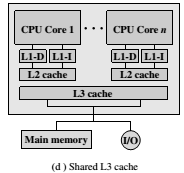 CPU Core 1 • • • CPU Core n
L1-D L1-I L1-D L1-I
L2 cache L2 cache
L3 cache
Main memory I/O
(d ) Shared L3 cache